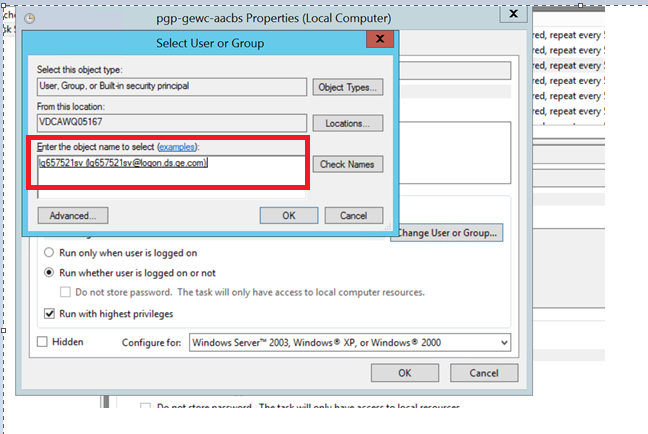 pgp-gewc-aacbs Properties (Local Computer)
Select User or Group
Select this object type:
User, Group, or Built-in security principal
Object Types...
From this location:
VDCAWQ05167
Locations...
Enter the object name to select (examples):
lg657521sv (lg657521sv@logon.ds.ge.com)
Check Names
Advanced...
OK
Cancel
Change User or Group...
Run only when user is logged on
Run whether user is logged on or not
Do not store password. The task will only have access to local computer resources.
Run with highest privileges
Hidden
Configure for:
Windows Server™ 2003, Windows® XP, or Windows® 2000
OK
Cancel
red, repeat every
red, repeat every
red, repeat every
red, repeat every
red, repeat every
Do not store password. The task will only have access to local resources.